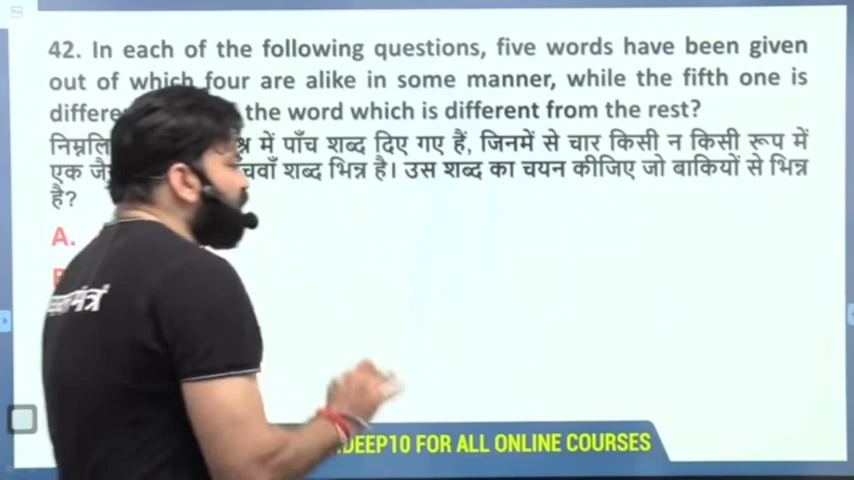 42. In each of the following questions, five words have been given
out of which four are alike in some manner, while the fifth one is
the word which is different from the rest?
में पाँच शब्द दिए गए हैं, जिनमें से चार किसी न किसी रूप में
एक शब्द भिन्न है। उस शब्द का चयन कीजिए जो बाकियों से भिन्न
है?
A.
DEEP10 FOR ALL ONLINE COURSES